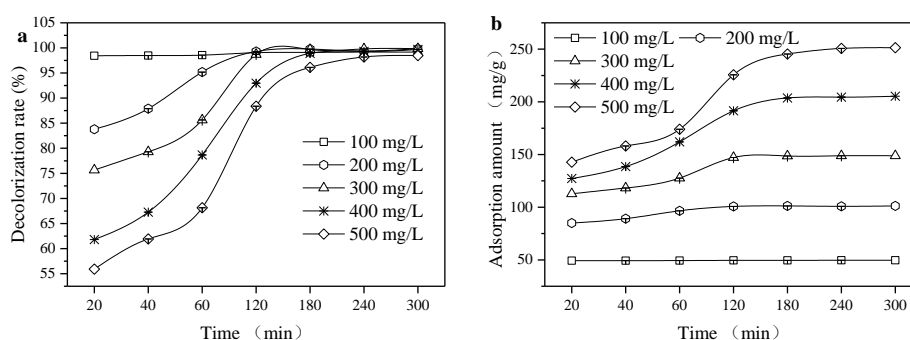 a
Decolorization rate (%)
105
100
95
90
85
80
75
70
65
60
55
100 mg/L
200 mg/L
300 mg/L
400 mg/L
500 mg/L
20 40 60 120 180 240 300
Time （min）
b
Adsorption amount （mg/g）
250
200
150
100
50
100 mg/L 200 mg/L
300 mg/L
400 mg/L
500 mg/L
20 40 60 120 180 240 300
Time （min）